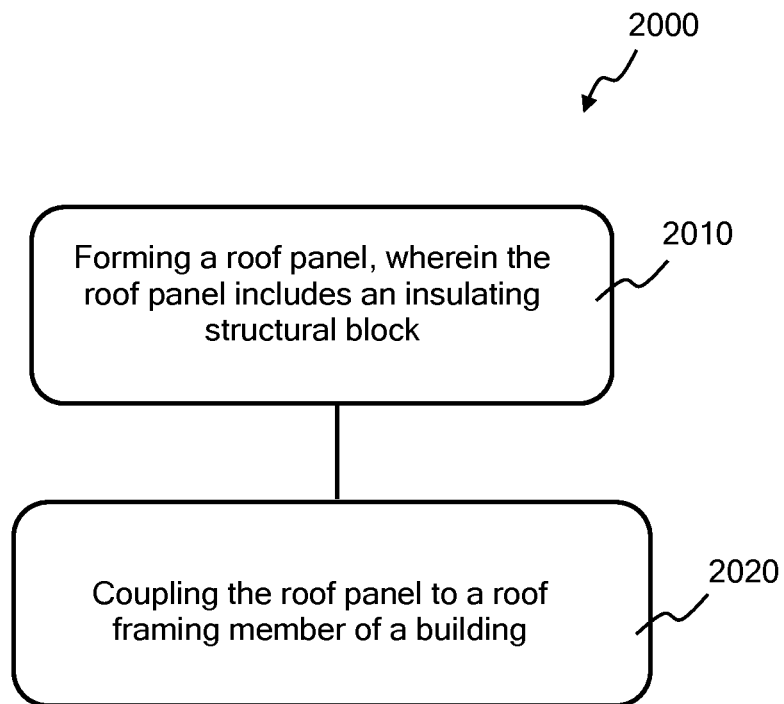 2000
Forming a roof panel, wherein the
roof panel includes an insulating
structural block
2010
Coupling the roof panel to a roof
framing member of a building
2020